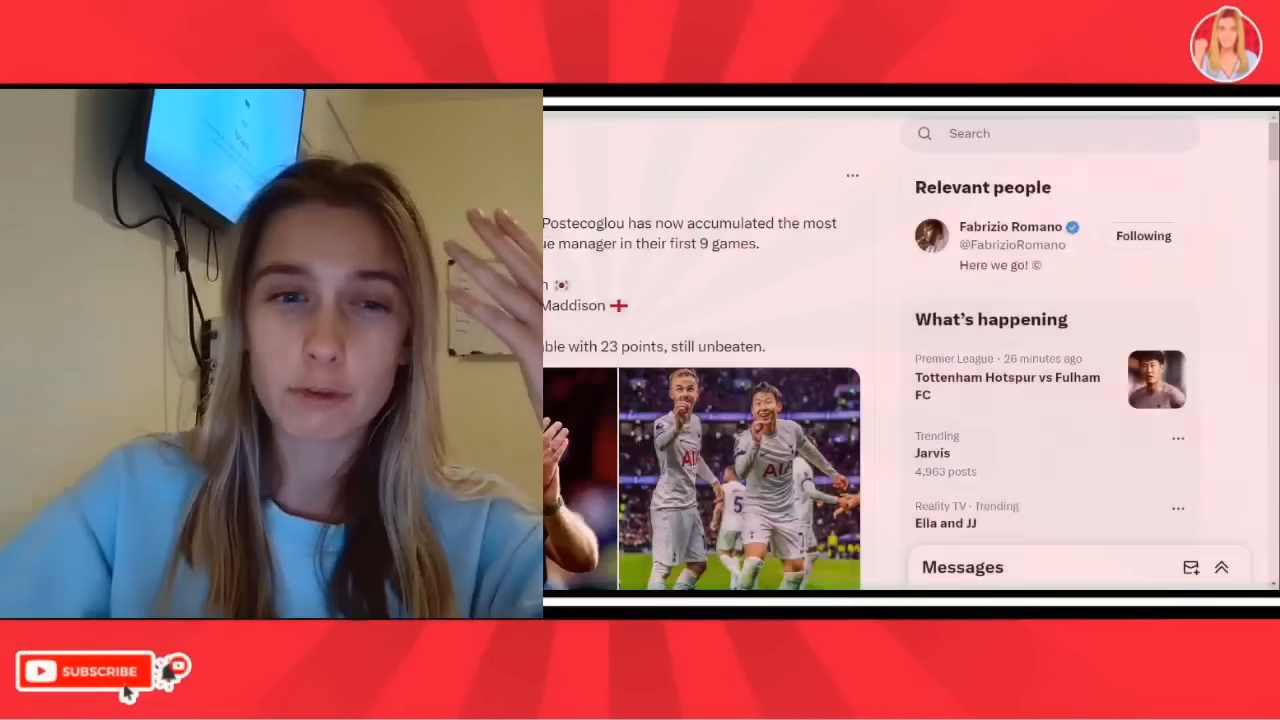 Search
Relevant people
Postecoglou has now accumulated the most
manager in their first 9 games.
Fabrizio Romano
@FabrizioRomano
Following
Here we go! ©
Maddison
with 23 points, still unbeaten.
What's happening
Premier League · 26 minutes ago
Tottenham Hotspur vs Fulham
FC
Trending
Jarvis
4,963 posts
Reality TV · Trending
Ella and JJ
Messages
AIA
AIA
5
SUBSCRIBE